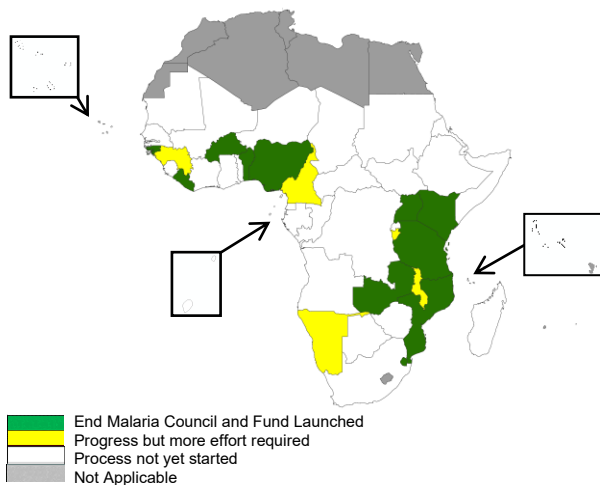 End Malaria Council and Fund Launched
Progress but more effort required
Process not yet started
Not Applicable